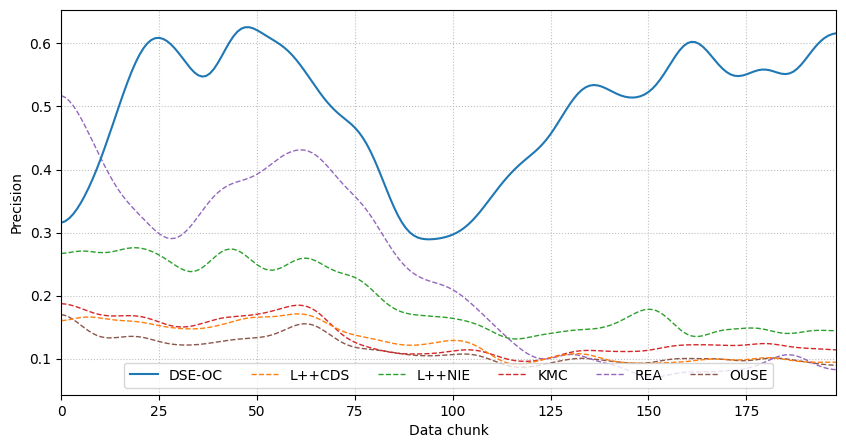 0.6
0.5
0.4
0.3
0.2
0.1
Precision
0 25 50 75 100 125 150 175
Data chunk
DSE-OC L++CDS L++NIE KMC REA OUSE